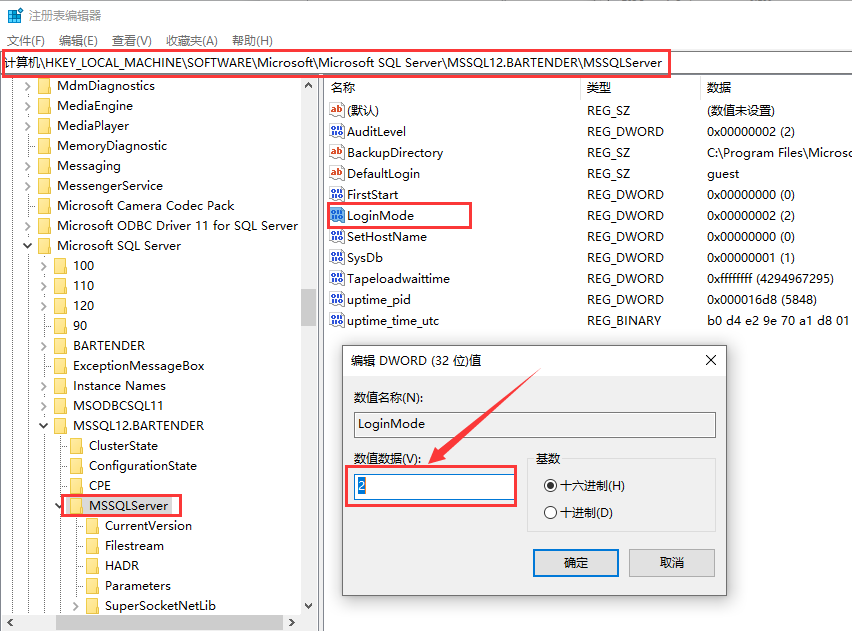 注册表编辑器
文件(F) 编辑(E) 查看(V) 收藏夹(A) 帮助(H)
计算机\HKEY_LOCAL_MACHINE\SOFTWARE\Microsoft\Microsoft SQL Server\MSSQL12.BARTENDER\MSSQLServer
MdmDiagnostics
MediaEngine
MediaPlayer
MemoryDiagnostic
Messaging
MessengerService
Microsoft Camera Codec Pack
Microsoft ODBC Driver 11 for SQL Server
Microsoft SQL Server
100
110
120
90
BARTENDER
ExceptionMessageBox
Instance Names
MSODBCSQL11
MSSQL12.BARTENDER
ClusterState
ConfigurationState
CPE
MSSQLServer
CurrentVersion
Filestream
HADR
Parameters
SuperSocketNetLib
名称 类型 数据
(默认) REG_SZ (数值未设置)
AuditLevel REG_DWORD 0x00000002 (2)
BackupDirectory REG_SZ C:\Program Files\Micros
DefaultLogin REG_SZ guest
FirstStart REG_DWORD 0x00000000 (0)
LoginMode REG_DWORD 0x00000002 (2)
SetHostName REG_DWORD 0x00000000 (0)
SysDb REG_DWORD 0x00000001 (1)
Tapeloadwaittime REG_DWORD 0xffffffff (4294967295)
uptime_pid REG_DWORD 0x000016d8 (5848)
uptime_time_utc REG_BINARY b0 d4 e2 9e 70 a1 d8 01
编辑 DWORD (32 位)值
数值名称(N):
LoginMode
数值数据(V):
2
基数
十六进制(H)
十进制(D)
确定 取消